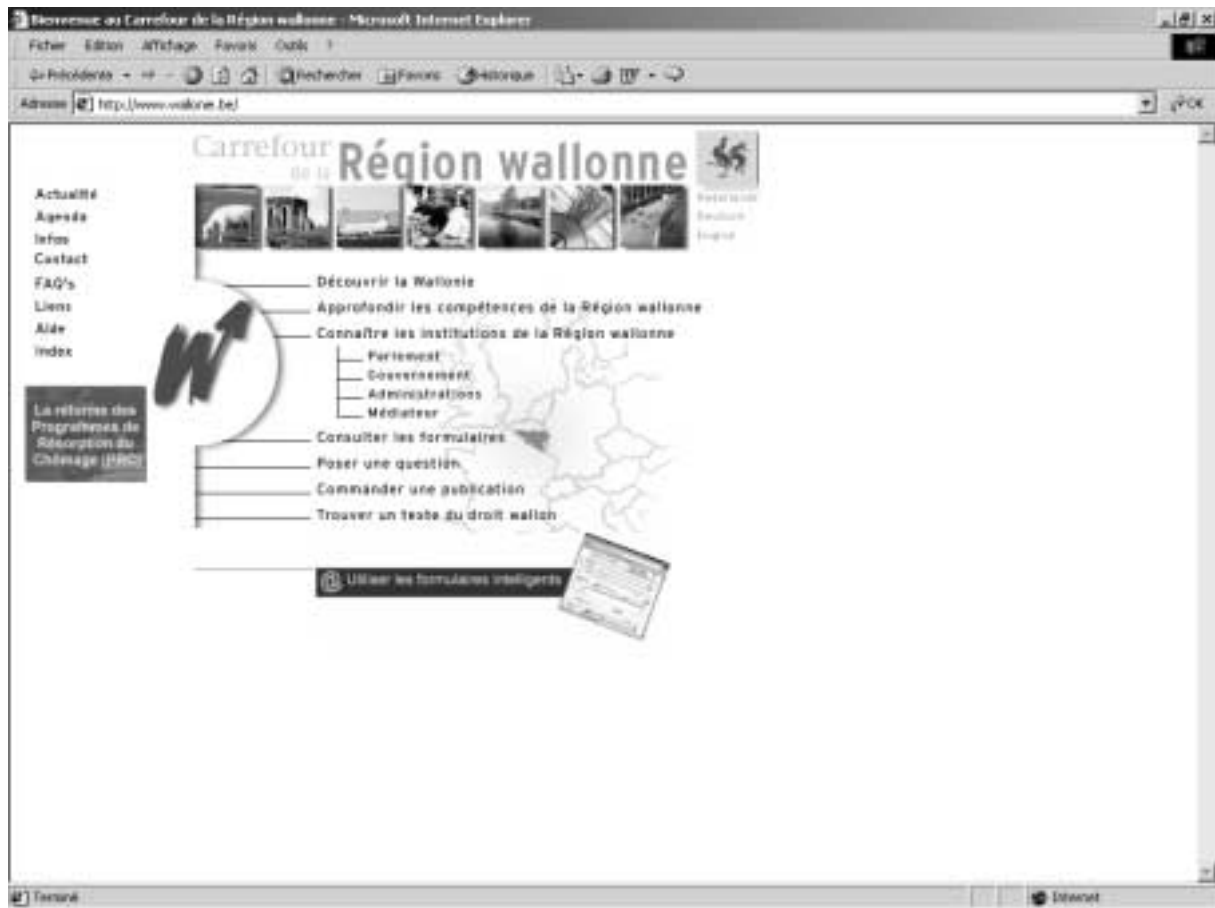 Bienvenue au Carrefour de la Région wallonne - Microsoft Internet Explorer
Fichier Edition Affichage Favoris Outils ?
Précédente Rechercher Favoris Historique
Adresse http://www.wallonie.be/ OK
Carrefour
de la Région wallonne
Nederlands
Deutsch
English
Actualité
Agenda
Infos
Contact
FAQ's
Liens
Aide
Index
La réforme des
Programmes de
Résorption du
Chômage (PRC)
Découvrir la Wallonie
Approfondir les compétences de la Région wallonne
Connaître les institutions de la Région wallonne
Parlement
Gouvernement
Administrations
Médiateur
Consulter les formulaires
Poser une question
Commander une publication
Trouver un texte du droit wallon
@ Utiliser les formulaires intelligents
Terminé
Internet